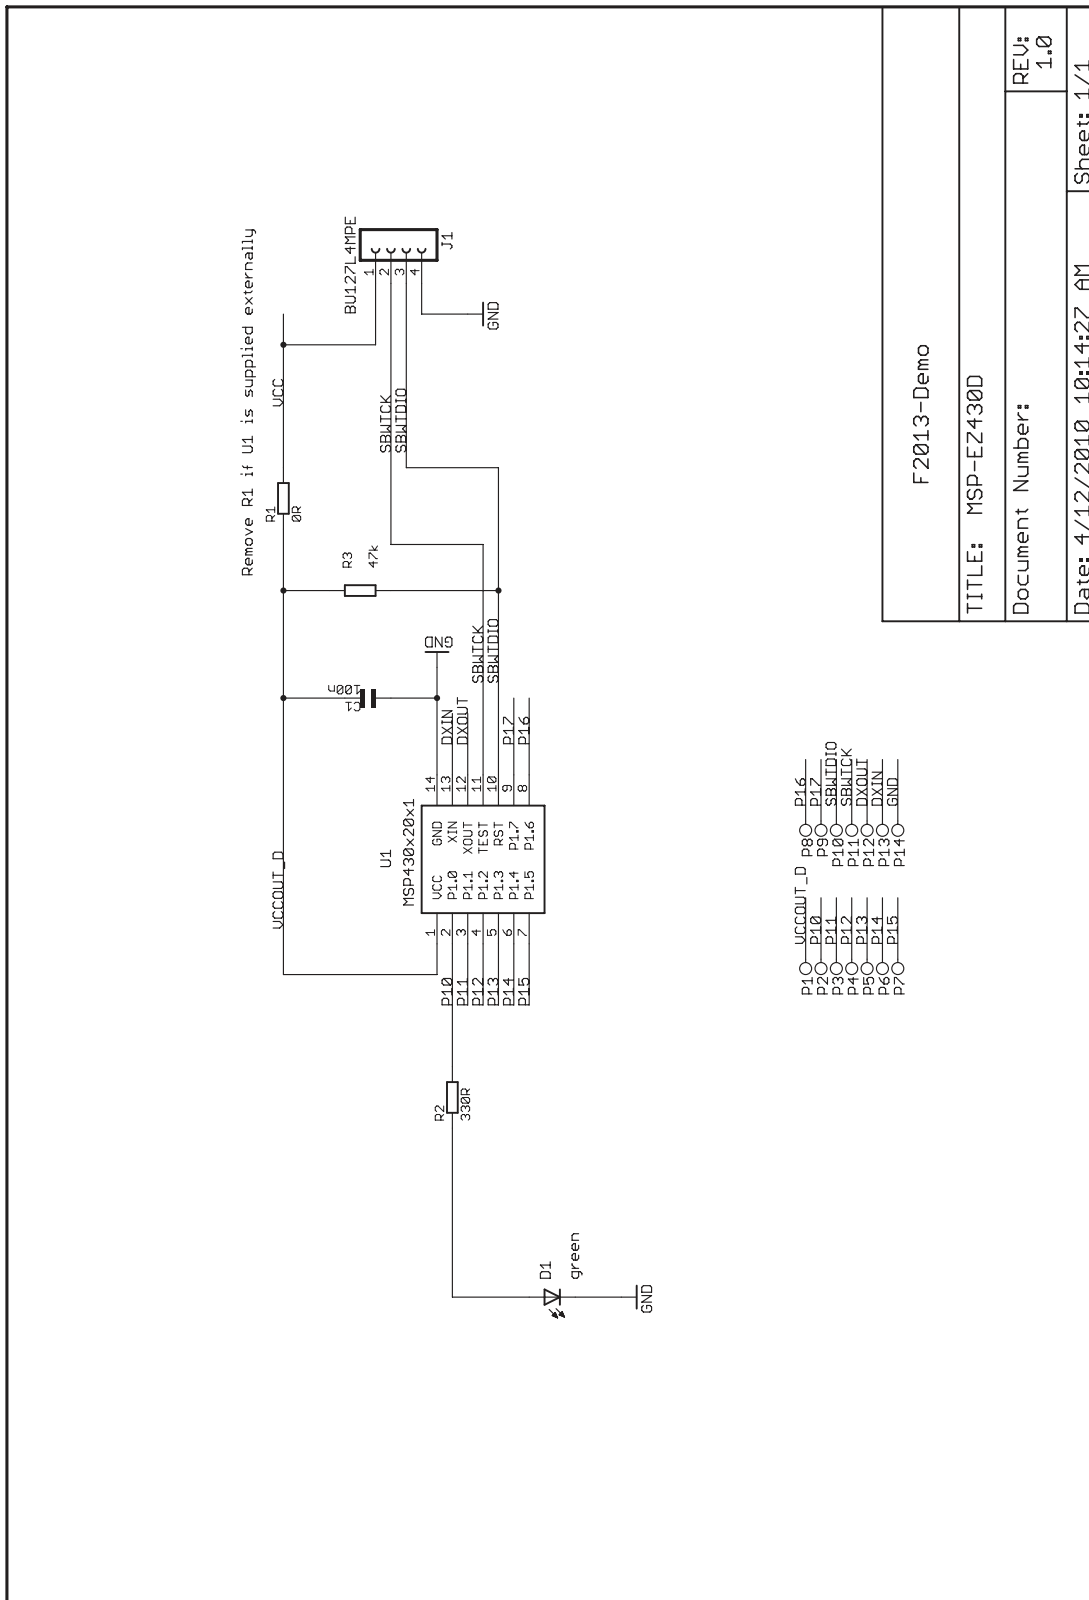 Remove R1 if U1 is supplied externally
VCCOUT_D
R1
0R
VCC
BU127L4MPE
1
2
3
4
J1
GND
SBWTCK
SBWTDIO
R3
47k
C1
100n
GND
SBWTCK
SBWTDIO
DXIN
DXOUT
P17
P16
U1
MSP430x20x1
1 VCC GND 14
2 P1.0 XIN 13
3 P1.1 XOUT 12
4 P1.2 TEST 11
5 P1.3 RST 10
6 P1.4 P1.7 9
7 P1.5 P1.6 8
P10
P11
P12
P13
P14
P15
R2
330R
D1
green
GND
P1 VCCOUT_D
P2 P10
P3 P11
P4 P12
P5 P13
P6 P14
P7 P15
P8 P16
P9 P17
P10 SBWTDIO
P11 SBWTCK
P12 DXOUT
P13 DXIN
P14 GND
F2013-Demo
TITLE: MSP-EZ430D
Document Number:
REV:
1.0
Date: 4/12/2010 10:14:27 AM
Sheet: 1/1